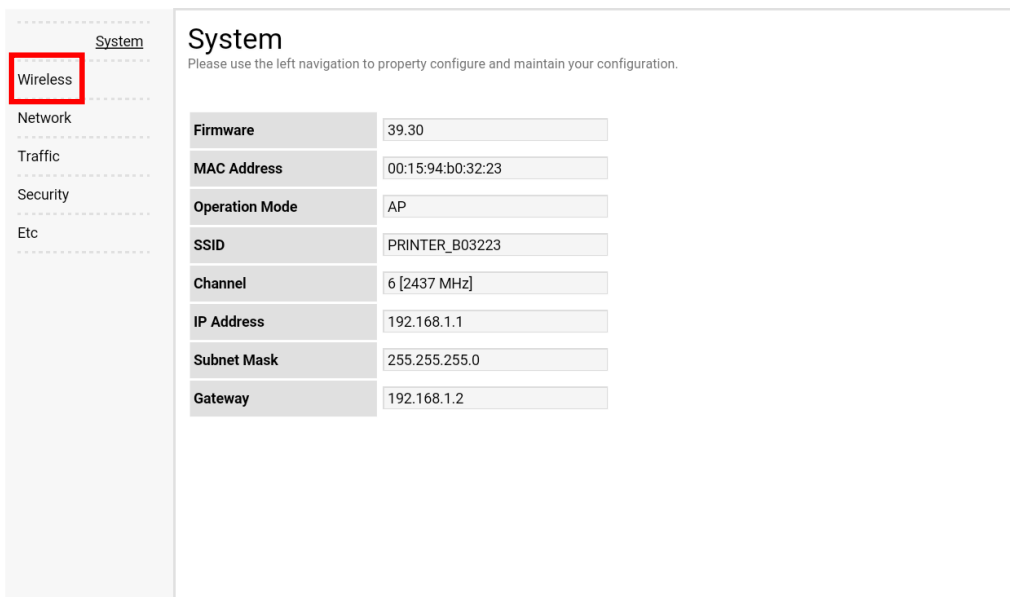 System
Wireless
Network
Traffic
Security
Etc
System
Please use the left navigation to property configure and maintain your configuration.
Firmware 39.30
MAC Address 00:15:94:b0:32:23
Operation Mode AP
SSID PRINTER_B03223
Channel 6 [2437 MHz]
IP Address 192.168.1.1
Subnet Mask 255.255.255.0
Gateway 192.168.1.2